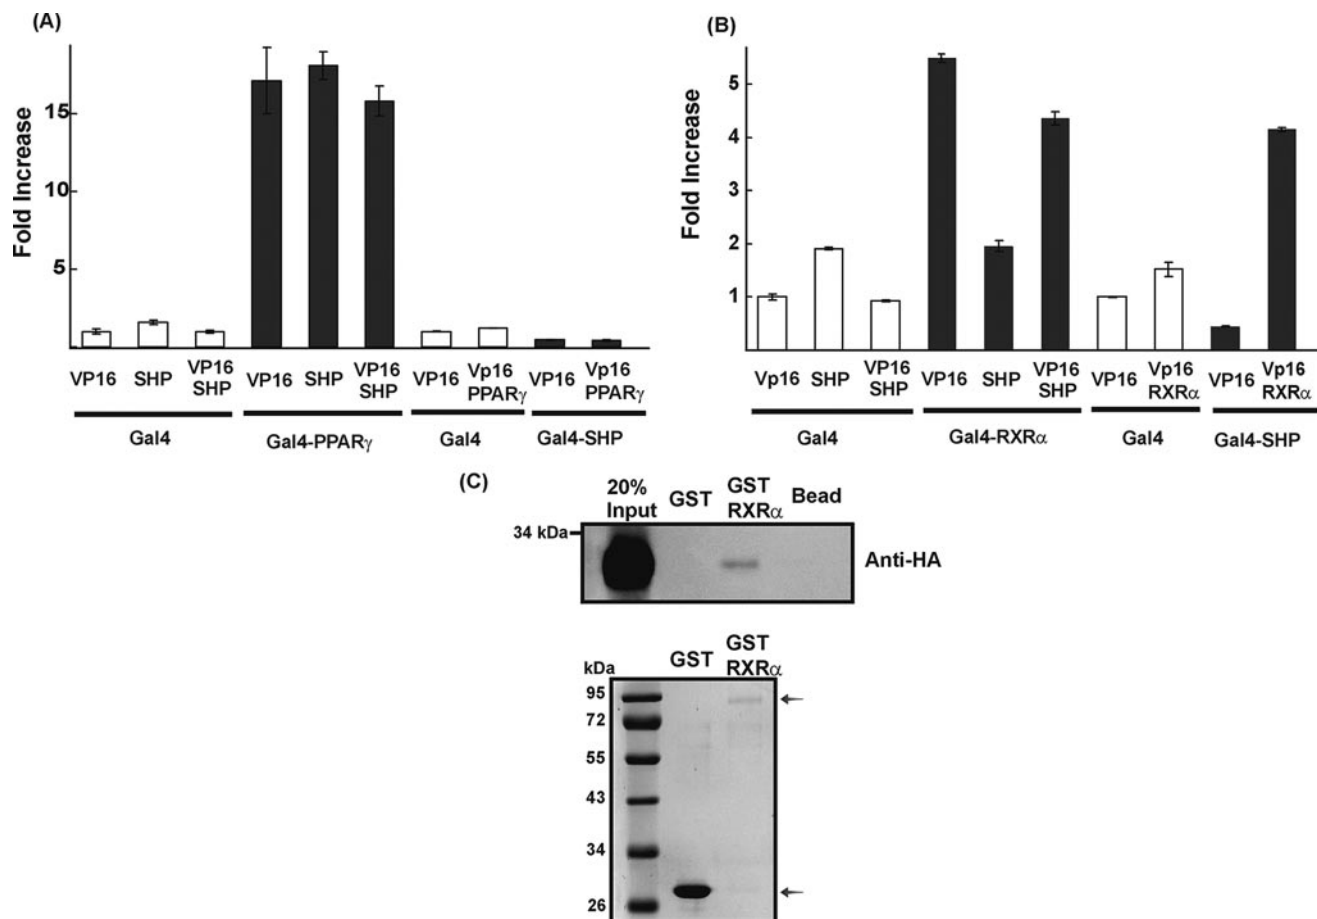 (A)
Fold Increase
15
10
5
VP16 SHP VP16 SHP VP16 SHP VP16 SHP VP16 Vp16 PPARγ VP16 Vp16 PPARγ
Gal4 Gal4-PPARγ Gal4 Gal4-SHP
(B)
Fold Increase
5
4
3
2
1
Vp16 SHP VP16 SHP VP16 SHP VP16 SHP VP16 Vp16 RXRα VP16 Vp16 RXRα
Gal4 Gal4-RXRα Gal4 Gal4-SHP
(C)
20% Input GST GST RXRα Bead
34 kDa
Anti-HA
kDa GST GST RXRα
95
72
55
43
34
26